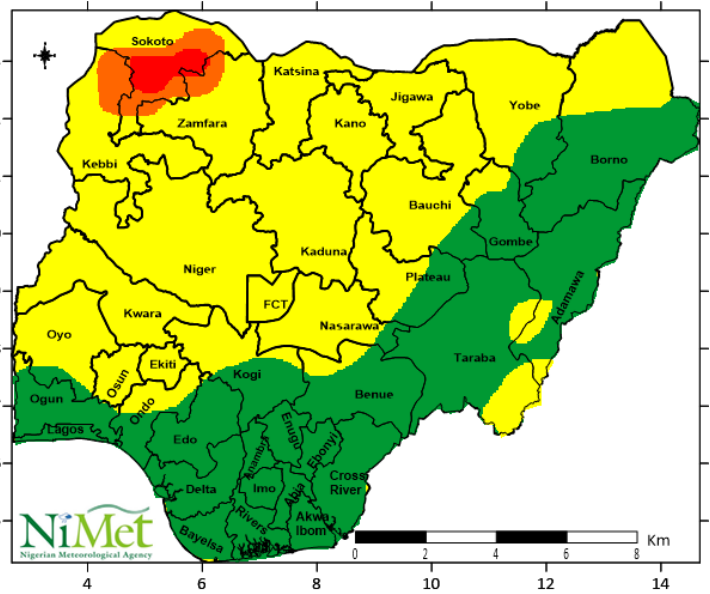 Sokoto
Katsina
Jigawa
Yobe
Zamfara
Kano
Borno
Kebbi
Bauchi
Gombe
Kaduna
Niger
Plateau
Adamawa
FCT
Kwara
Nasarawa
Oyo
Taraba
Ekiti
Kogi
Osun
Benue
Ogun
Ondo
Lagos
Edo
Enugu
Anambra
Ebonyi
Cross
River
Delta
Imo
Abia
Akwa
Ibom
Rivers
Bayelsa
NiMet
Nigerian Meteorological Agency
Km
0 2 4 6 8
4 6 8 10 12 14